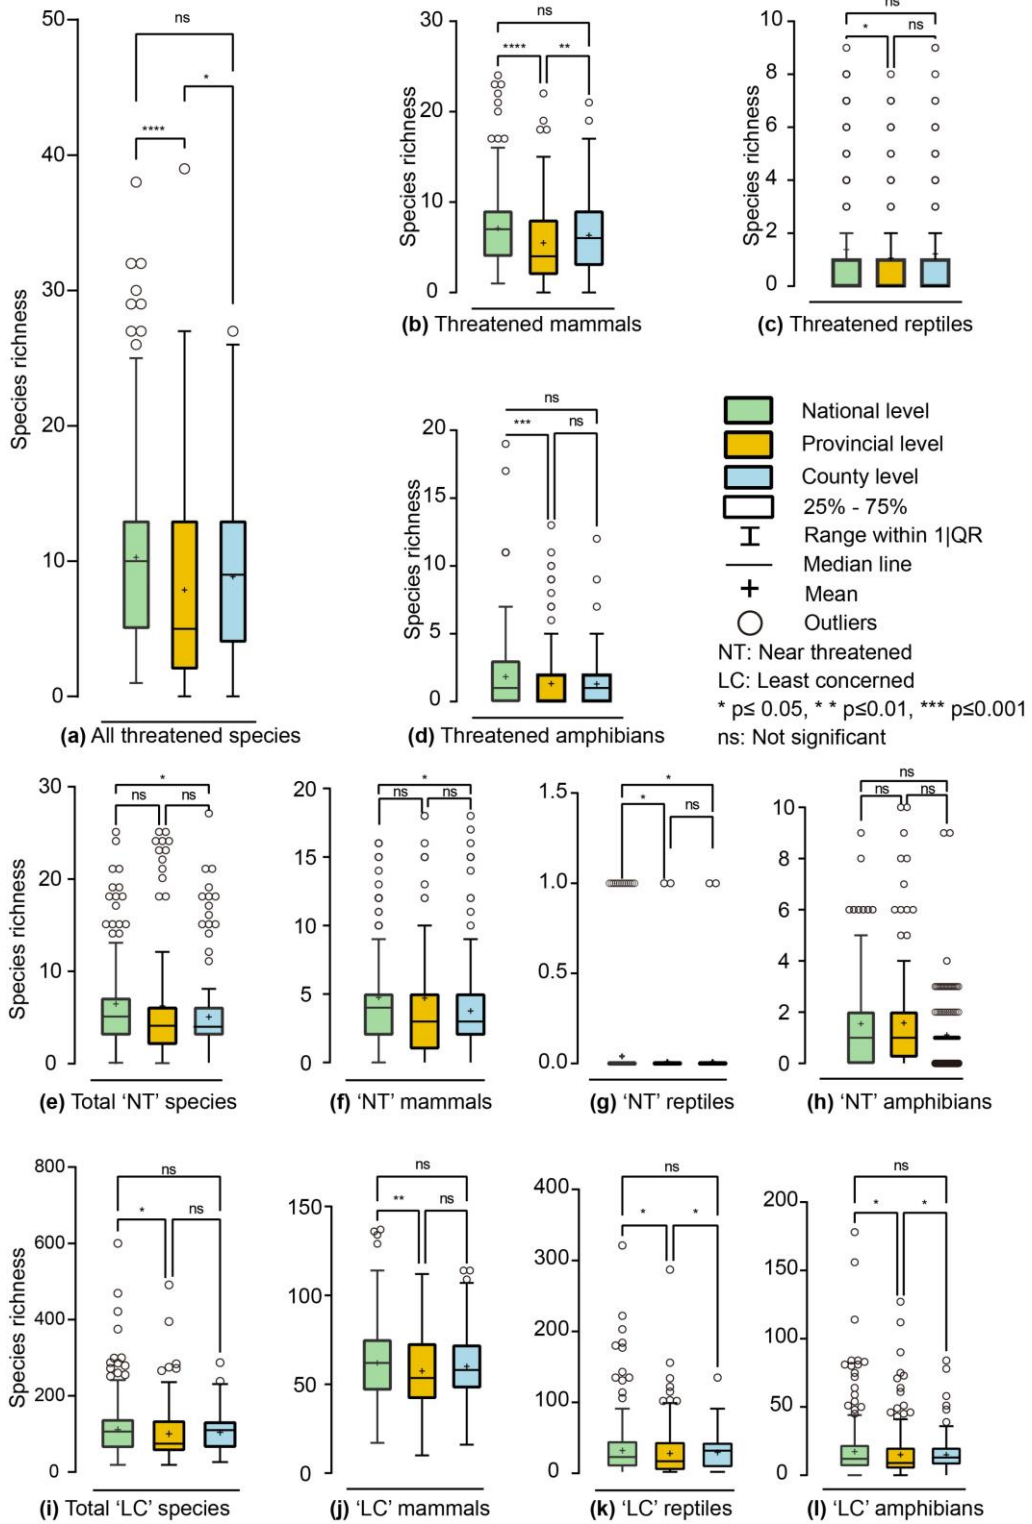 50
40
30
20
10
0
Species richness
ns
*
****
(a) All threatened species
30
20
10
0
Species richness
ns
****
**
(b) Threatened mammals
10
8
6
4
2
0
Species richness
ns
*
ns
(c) Threatened reptiles
20
15
10
5
0
Species richness
ns
***
ns
(d) Threatened amphibians
National level
Provincial level
County level
25% - 75%
Range within 1|QR
Median line
+ Mean
Outliers
NT: Near threatened
LC: Least concerned
* p≤ 0.05, * * p≤0.01, *** p≤0.001
ns: Not significant
30
20
10
0
Species richness
*
ns
ns
(e) Total ‘NT’ species
20
15
10
5
0
*
ns
ns
(f) ‘NT’ mammals
1.5
1.0
0.5
0.0
*
*
ns
(g) ‘NT’ reptiles
10
8
6
4
2
0
ns
ns
ns
(h) ‘NT’ amphibians
800
600
400
200
0
Species richness
ns
*
ns
(i) Total ‘LC’ species
150
100
50
0
ns
**
ns
(j) ‘LC’ mammals
400
300
200
100
0
ns
*
*
(k) ‘LC’ reptiles
200
150
100
50
0
ns
*
*
(l) ‘LC’ amphibians